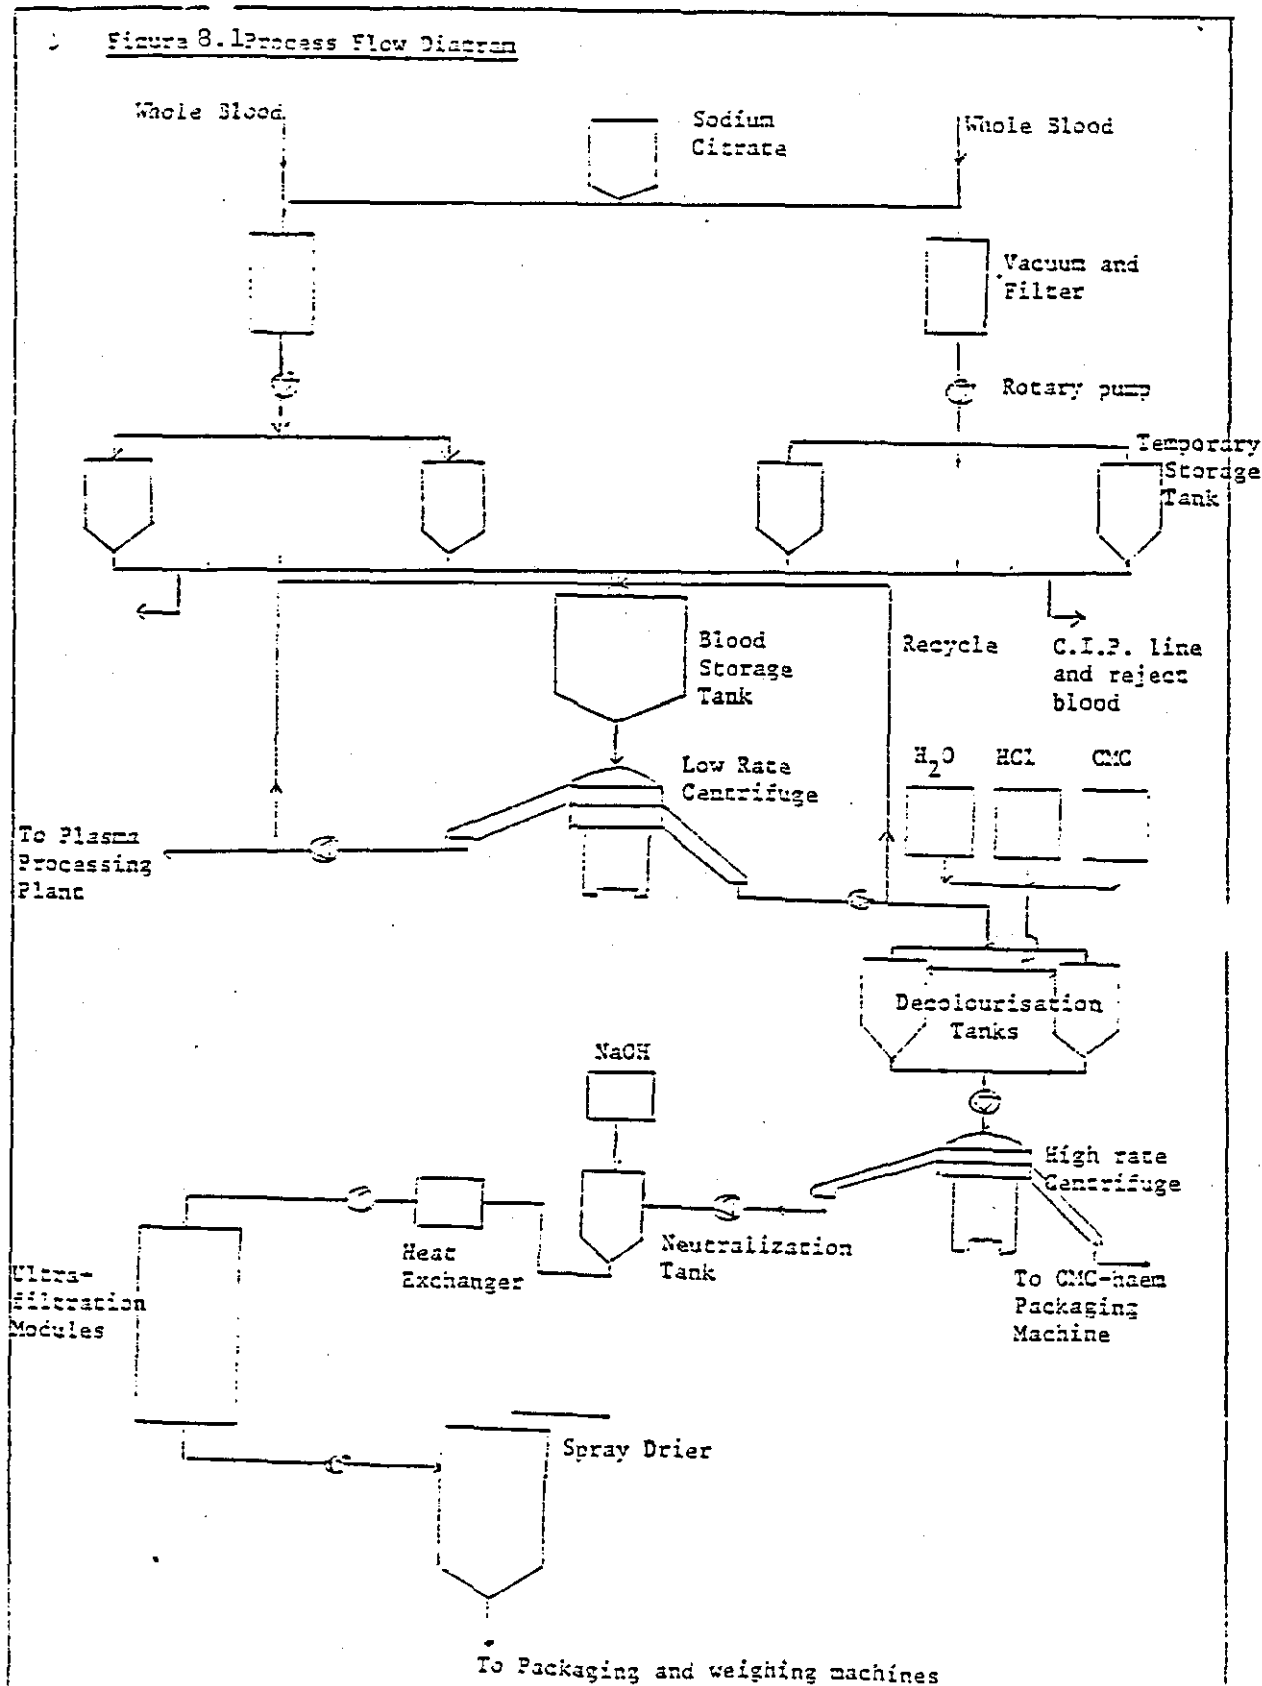 Figure 8.1 Process Flow Diagram
Whole Blood
Sodium
Citrate
Whole Blood
Vacuum and
Filter
Rotary pump
Temporary
Storage
Tank
Blood
Storage
Tank
Recycle
C.I.P. line
and reject
blood
H2O
HCl
CMC
Low Rate
Centrifuge
To Plasma
Processing
Plant
Decolourisation
Tanks
NaOH
High rate
Centrifuge
Heat
Exchanger
Neutralization
Tank
To CMC-haem
Packaging
Machine
Ultra-
filtration
Modules
Spray Drier
To Packaging and weighing machines